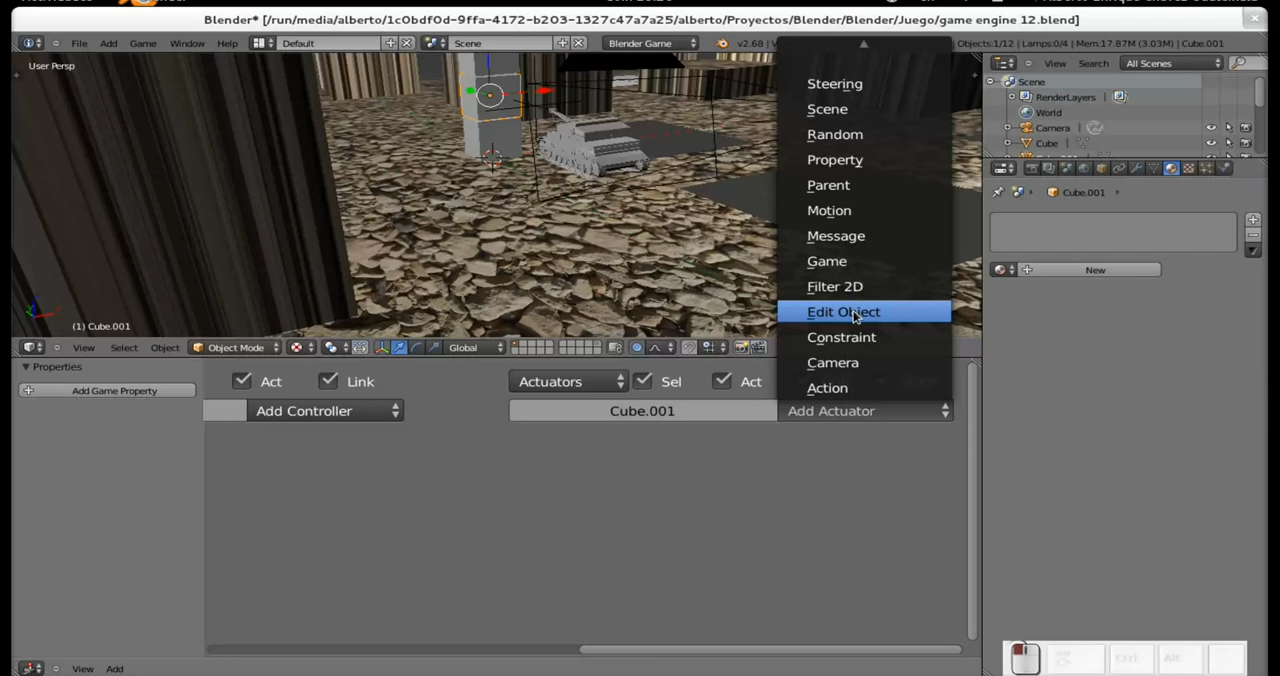 Blender* [/run/media/alberto/1c0bdf0d-9ffa-4172-b203-1327c47a7a25/alberto/Proyectos/Blender/Blender/Juego/game engine 12.blend]
File Add Game Window Help Default Scene Blender Game v2.68 Objects:1/12 | Lamps:0/4 | Mem:17.87M (3.03M) | Cube.001
User Persp
View Search All Scenes
Scene
RenderLayers
World
Camera
Cube
Cube.001
Steering
Scene
Random
Property
Parent
Motion
Message
Game
Filter 2D
Edit Object
Constraint
Camera
Action
New
(1) Cube.001
View Select Object Object Mode Global
Properties
Add Game Property
Act Link Actuators Sel Act
Add Controller Cube.001 Add Actuator
View Add
Ctrl Alt